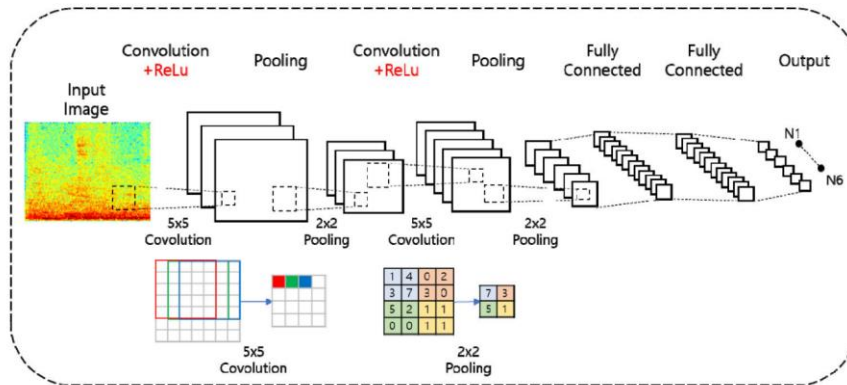 Convolution
+ReLu
Pooling
Convolution
+ReLu
Pooling
Fully
Connected
Fully
Connected
Output
Input
Image
N1
N6
5x5
Covolution
2x2
Pooling
5x5
Covolution
2x2
Pooling
1 4 0 2
3 7 3 0
5 2 1 1
0 0 1 1
7 3
5 1
5x5
Covolution
2x2
Pooling